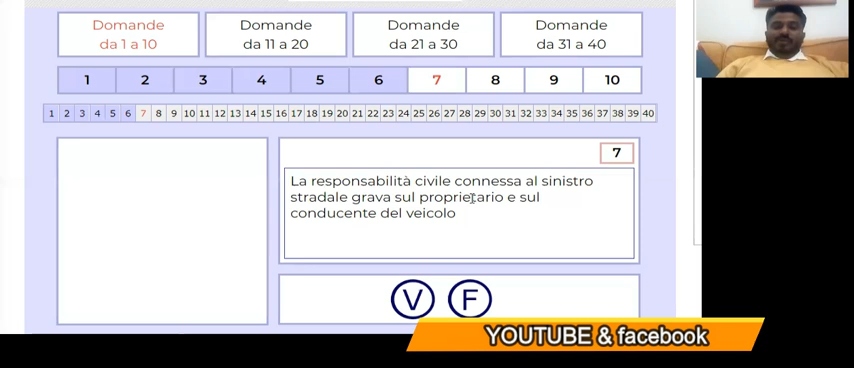 Domande
da 1 a 10
Domande
da 11 a 20
Domande
da 21 a 30
Domande
da 31 a 40
1 2 3 4 5 6 7 8 9 10
1 2 3 4 5 6 7 8 9 10 11 12 13 14 15 16 17 18 19 20 21 22 23 24 25 26 27 28 29 30 31 32 33 34 35 36 37 38 39 40
7
La responsabilità civile connessa al sinistro
stradale grava sul proprietario e sul
conducente del veicolo
V F
YOUTUBE & facebook